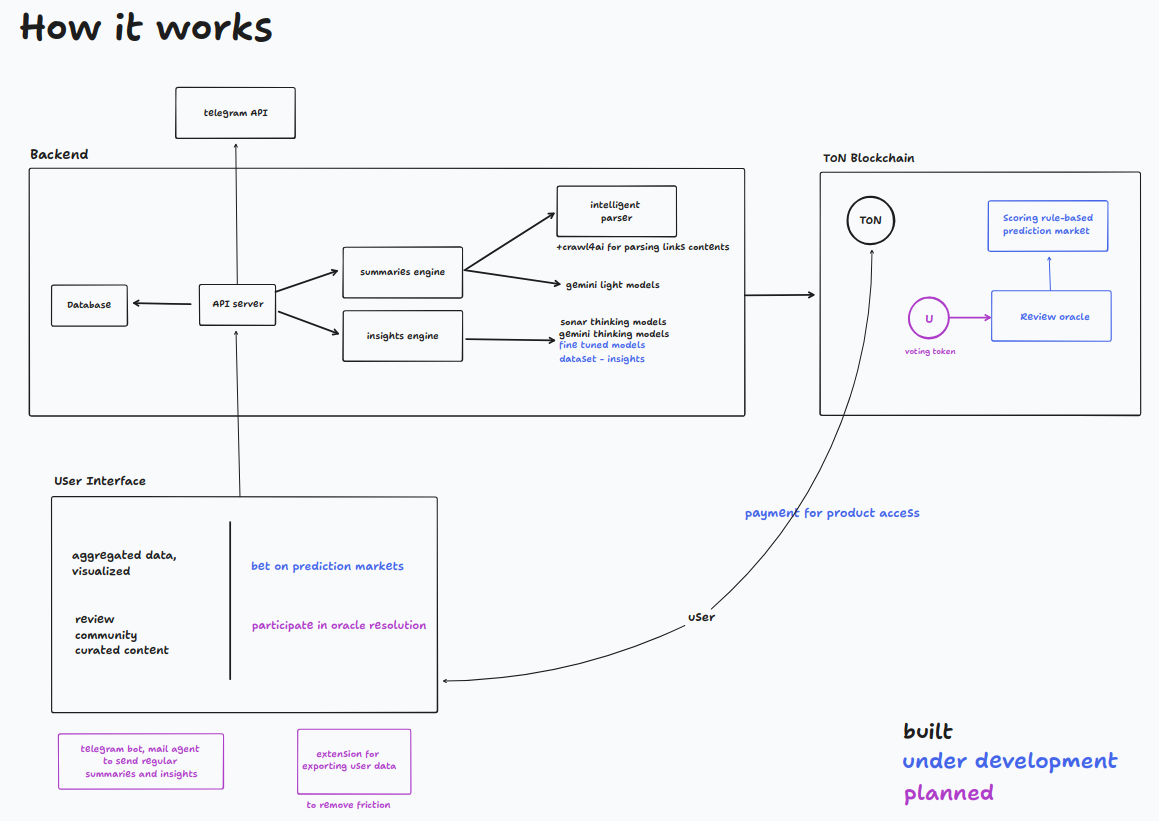 How it works
telegram API
Backend
TON Blockchain
intelligent
parser
+crawl4ai for parsing links contents
summaries engine
gemini light models
Database
API server
insights engine
sonar thinking models
gemini thinking models
fine tuned models
dataset - insights
TON
Scoring rule-based
prediction market
U
voting token
Review oracle
User Interface
aggregated data,
visualized
review
community
curated content
bet on prediction markets
participate in oracle resolution
payment for product access
user
telegram bot, mail agent
to send regular
summaries and insights
extension for
exporting user data
to remove friction
built
under development
planned